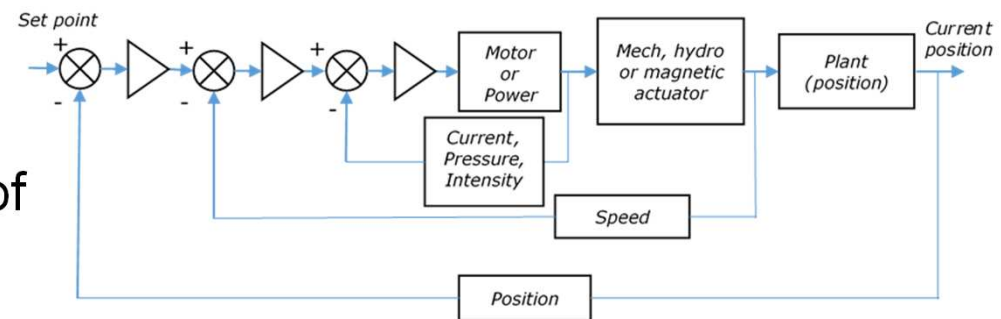 Set point
+
-
+
-
+
-
Motor
or
Power
Mech, hydro
or magnetic
actuator
Plant
(position)
Current
position
Current,
Pressure,
Intensity
of
Speed
Position